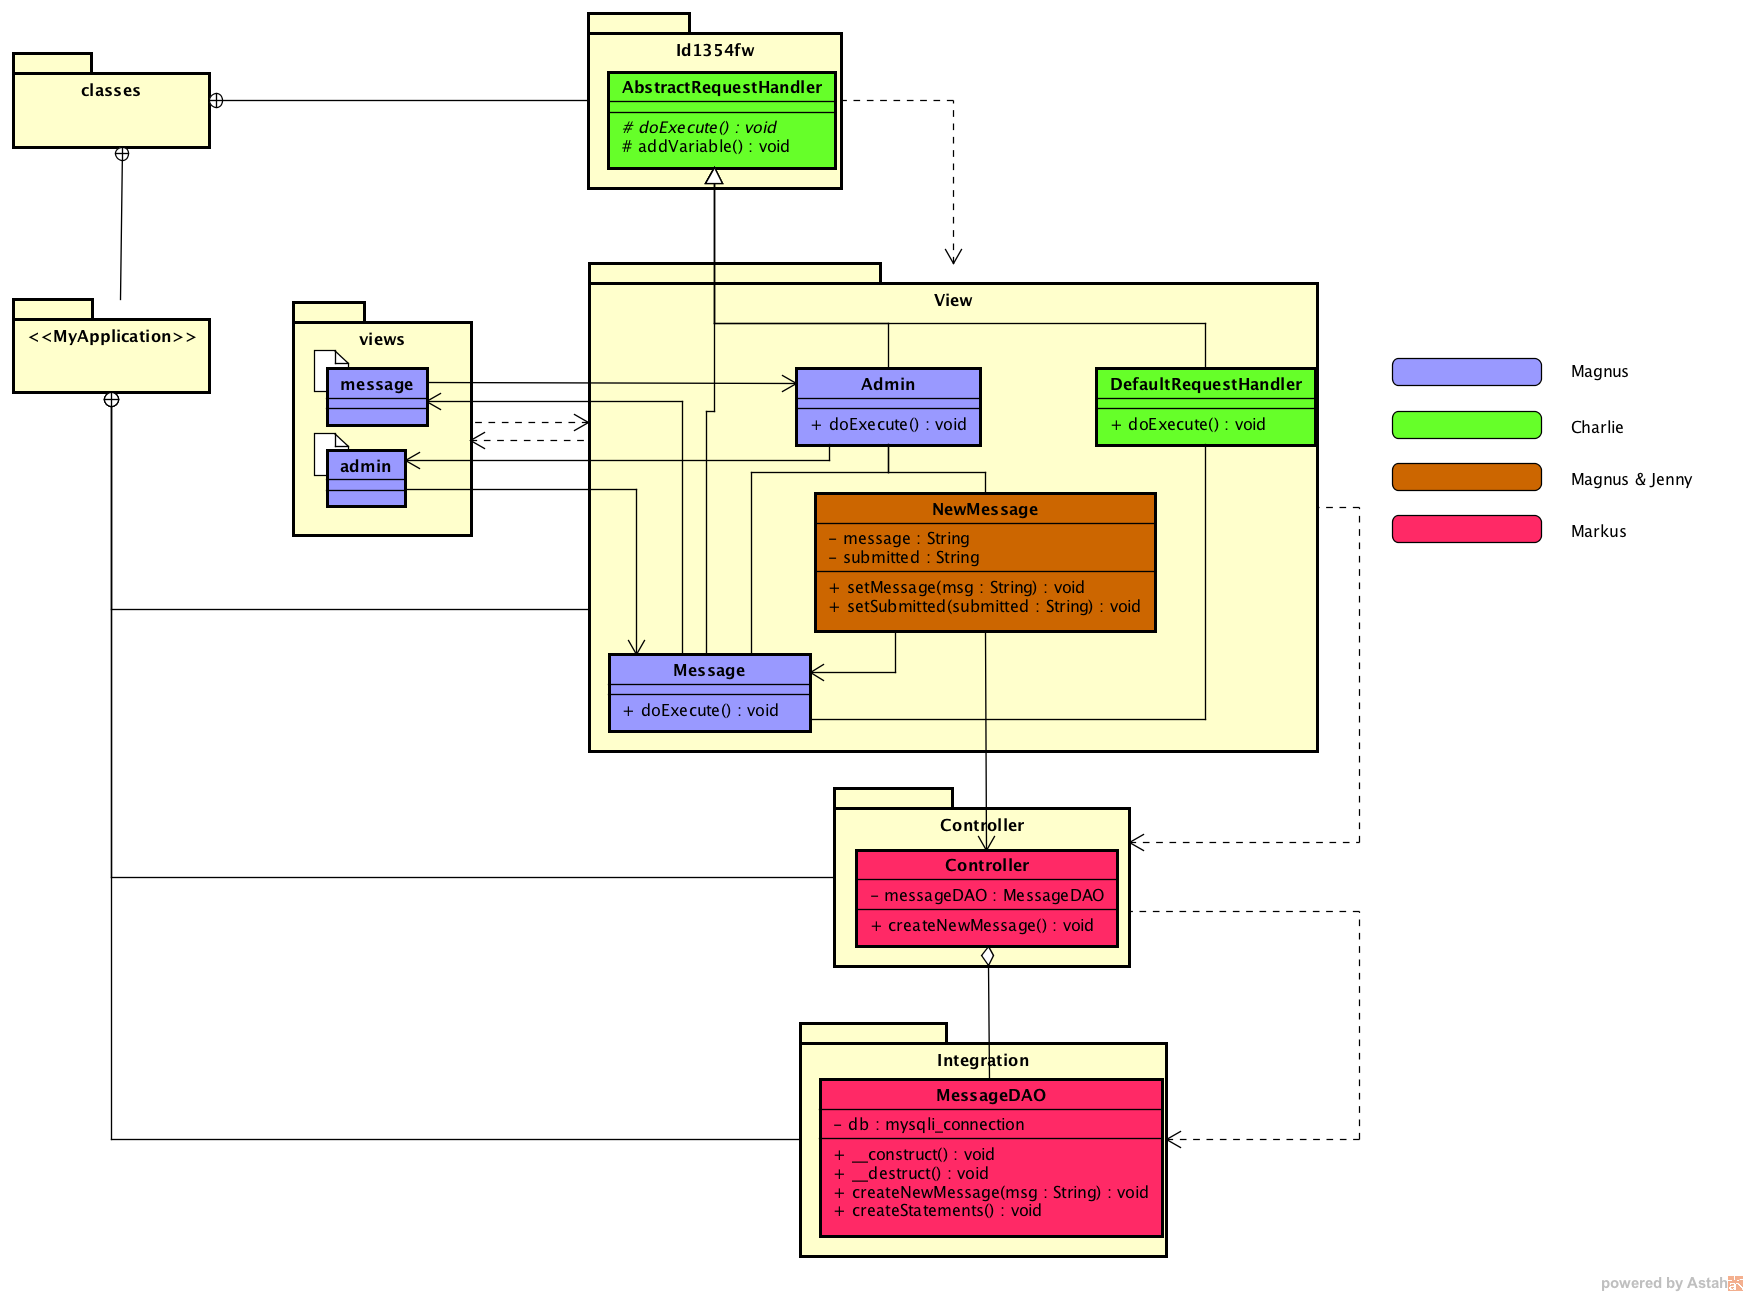 Id1354fw
AbstractRequestHandler
# doExecute() : void
# addVariable() : void
classes
<<MyApplication>>
views
message
admin
View
Admin
+ doExecute() : void
DefaultRequestHandler
+ doExecute() : void
NewMessage
- message : String
- submitted : String
+ setMessage(msg : String) : void
+ setSubmitted(submitted : String) : void
Message
+ doExecute() : void
Magnus
Charlie
Magnus & Jenny
Markus
Controller
Controller
- messageDAO : MessageDAO
+ createNewMessage() : void
Integration
MessageDAO
- db : mysqli_connection
+ __construct() : void
+ __destruct() : void
+ createNewMessage(msg : String) : void
+ createStatements() : void
powered by Astah